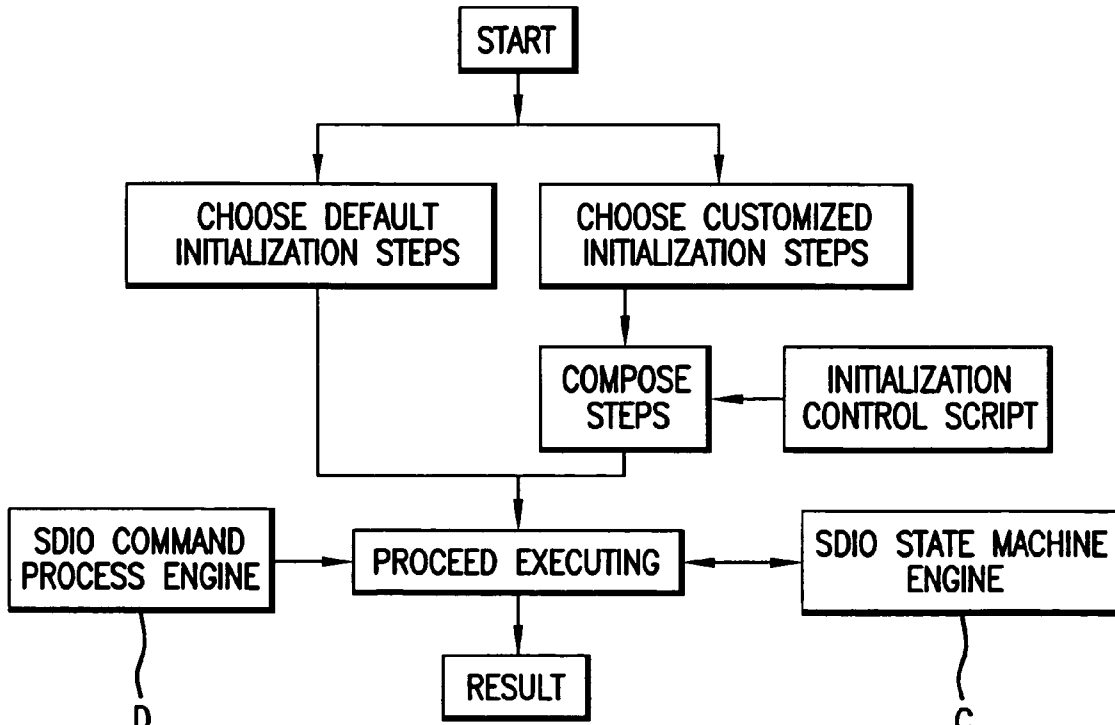 START
CHOOSE DEFAULT
INITIALIZATION STEPS
CHOOSE CUSTOMIZED
INITIALIZATION STEPS
COMPOSE
STEPS
INITIALIZATION
CONTROL SCRIPT
SDIO COMMAND
PROCESS ENGINE
PROCEED EXECUTING
SDIO STATE MACHINE
ENGINE
RESULT
D
C